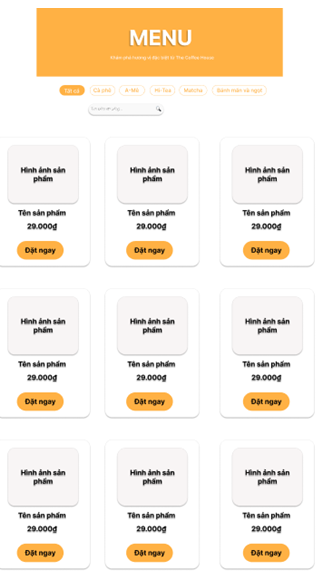 MENU
Khám phá hương vị đặc biệt từ The Coffee House
Tất cả
Cà phê
A-Mê
Hi-Tea
Matcha
Bánh mặn và ngọt
Hình ảnh sản
phẩm
Tên sản phẩm
29.000₫
Đặt ngay
Hình ảnh sản
phẩm
Tên sản phẩm
29.000₫
Đặt ngay
Hình ảnh sản
phẩm
Tên sản phẩm
29.000₫
Đặt ngay
Hình ảnh sản
phẩm
Tên sản phẩm
29.000₫
Đặt ngay
Hình ảnh sản
phẩm
Tên sản phẩm
29.000₫
Đặt ngay
Hình ảnh sản
phẩm
Tên sản phẩm
29.000₫
Đặt ngay
Hình ảnh sản
phẩm
Tên sản phẩm
29.000₫
Đặt ngay
Hình ảnh sản
phẩm
Tên sản phẩm
29.000₫
Đặt ngay
Hình ảnh sản
phẩm
Tên sản phẩm
29.000₫
Đặt ngay